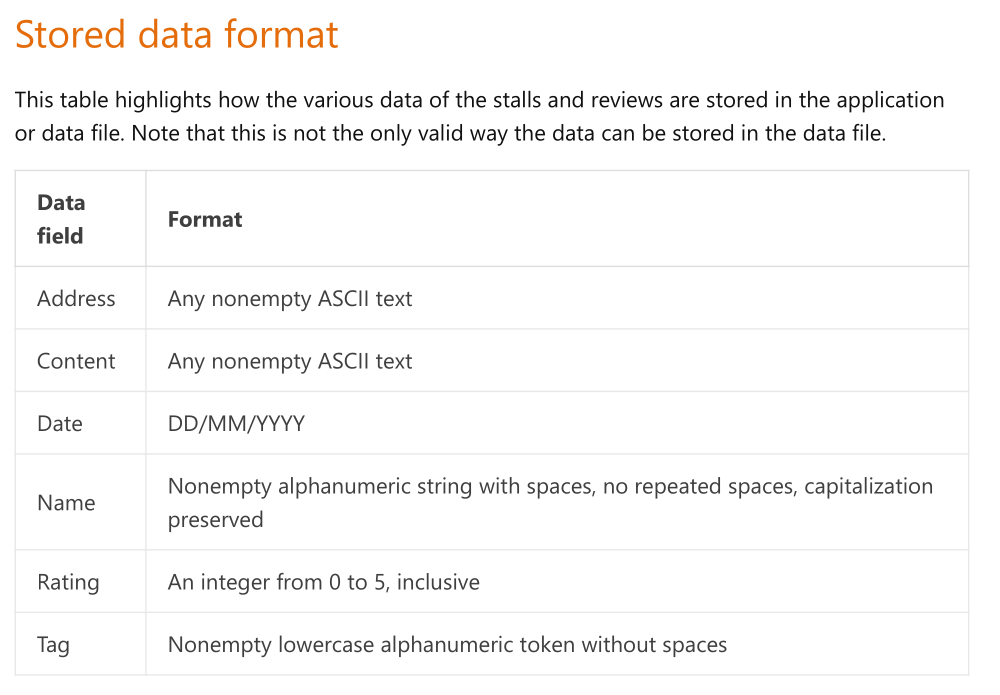 Stored data format
This table highlights how the various data of the stalls and reviews are stored in the application
or data file. Note that this is not the only valid way the data can be stored in the data file.
Data
field
Format
Address
Any nonempty ASCII text
Content
Any nonempty ASCII text
Date
DD/MM/YYYY
Name
Nonempty alphanumeric string with spaces, no repeated spaces, capitalization
preserved
Rating
An integer from 0 to 5, inclusive
Tag
Nonempty lowercase alphanumeric token without spaces